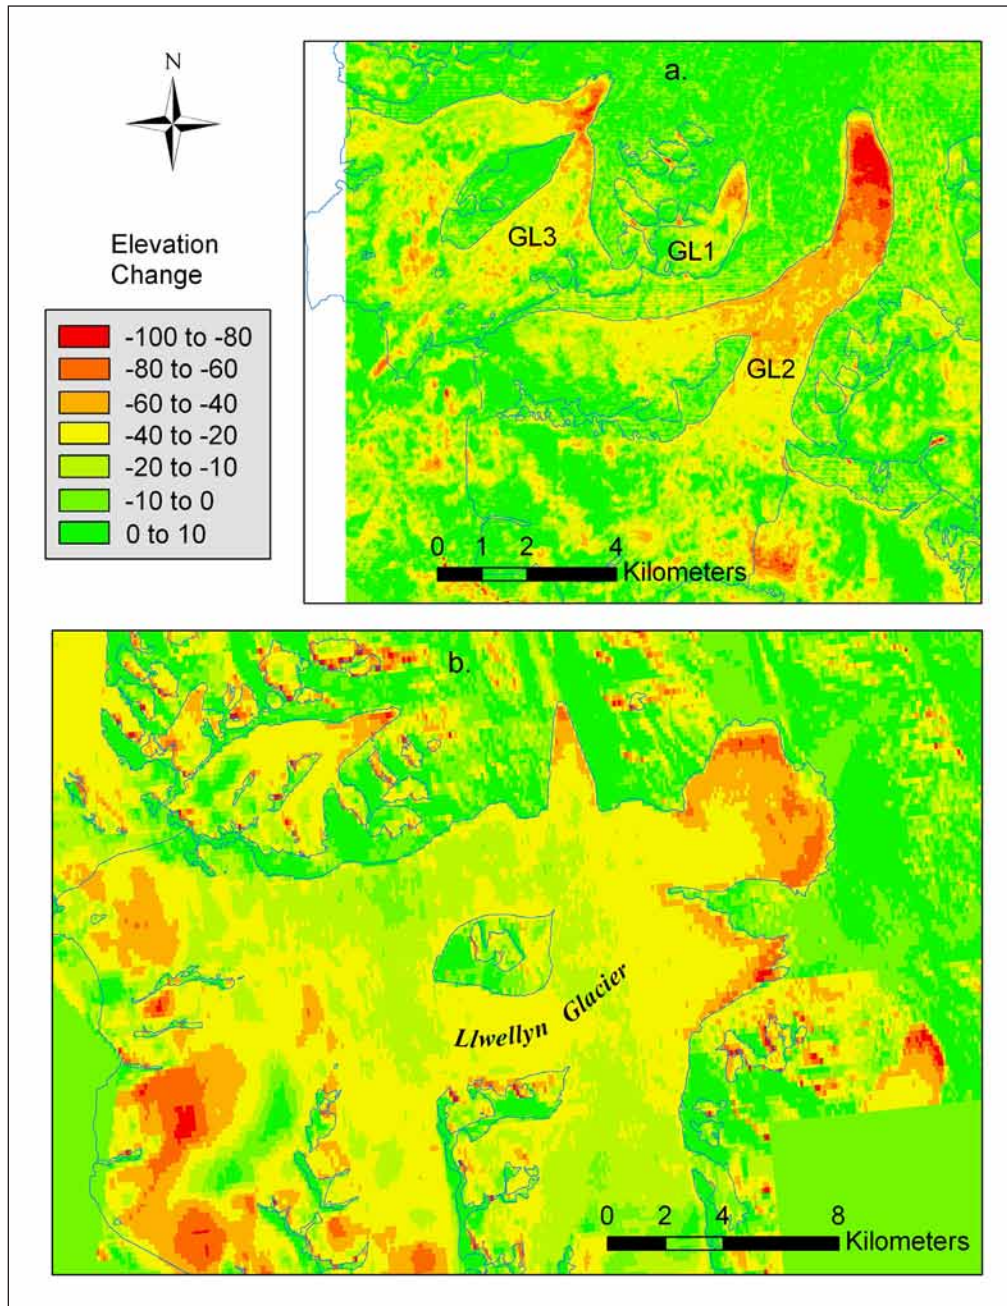 N
a.
Elevation
Change
-100 to -80
-80 to -60
-60 to -40
-40 to -20
-20 to -10
-10 to 0
0 to 10
GL3
GL1
GL2
0 1 2 4
Kilometers
b.
Llwellyn Glacier
0 2 4 8
Kilometers